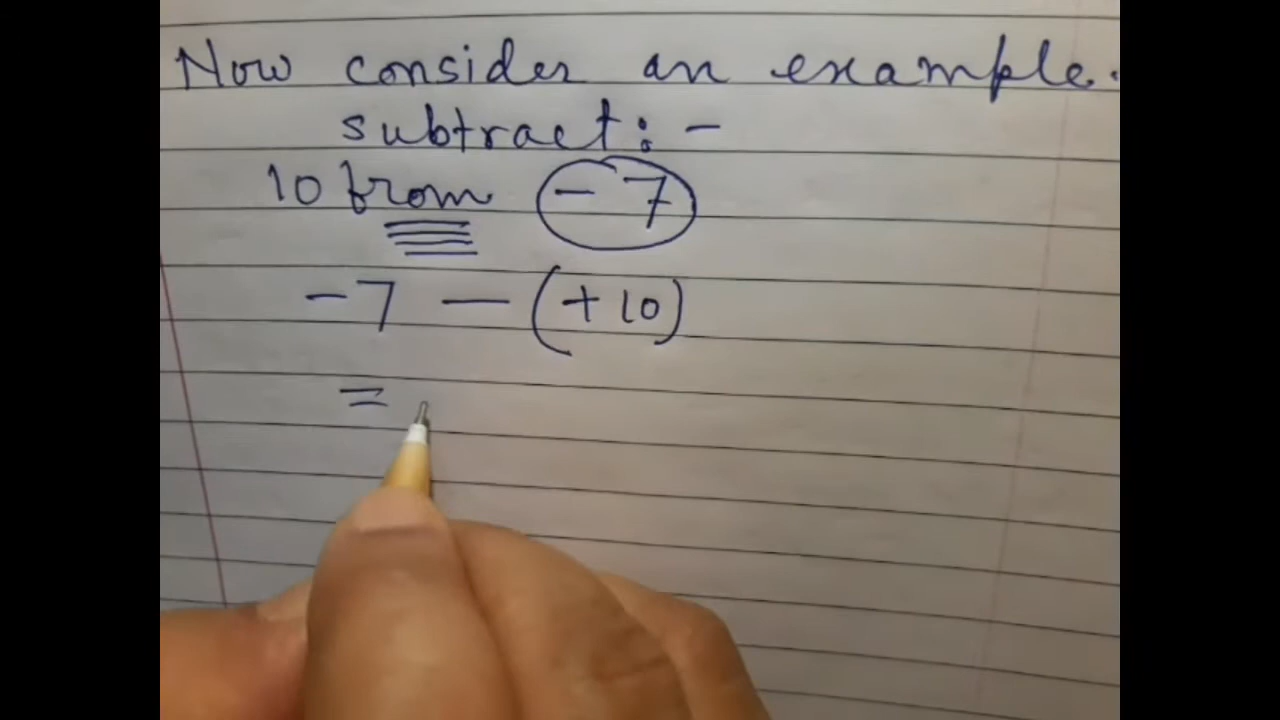 Now consider an example.
subtract: -
10 from - 7
- 7 - (+10)
=